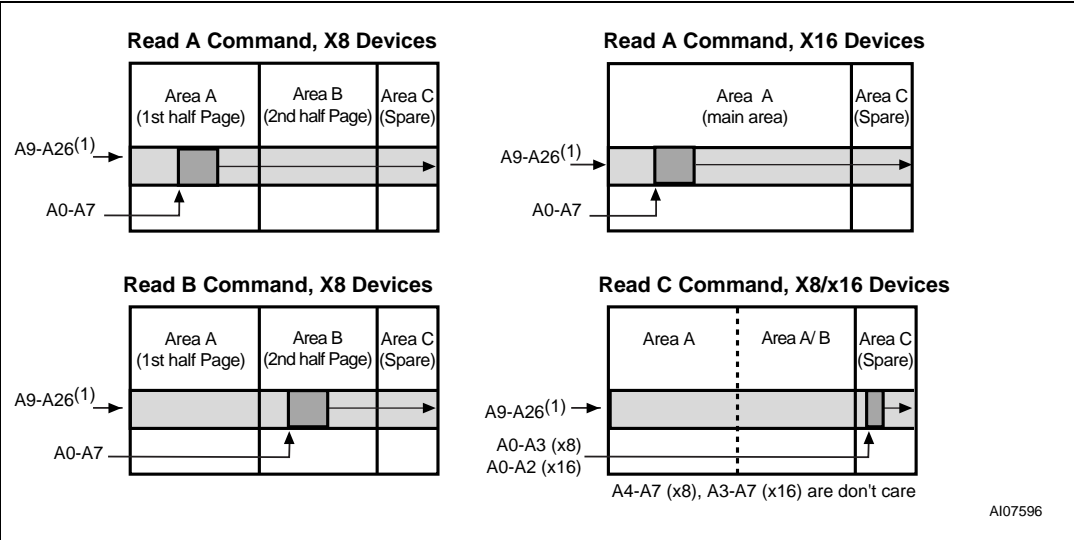 Read A Command, X8 Devices
Area A
(1st half Page)
Area B
(2nd half Page)
Area C
(Spare)
A9-A26(1)
A0-A7
Read A Command, X16 Devices
Area A
(main area)
Area C
(Spare)
A9-A26(1)
A0-A7
Read B Command, X8 Devices
Area A
(1st half Page)
Area B
(2nd half Page)
Area C
(Spare)
A9-A26(1)
A0-A7
Read C Command, X8/x16 Devices
Area A
Area A/ B
Area C
(Spare)
A9-A26(1)
A0-A3 (x8)
A0-A2 (x16)
A4-A7 (x8), A3-A7 (x16) are don't care
AI07596